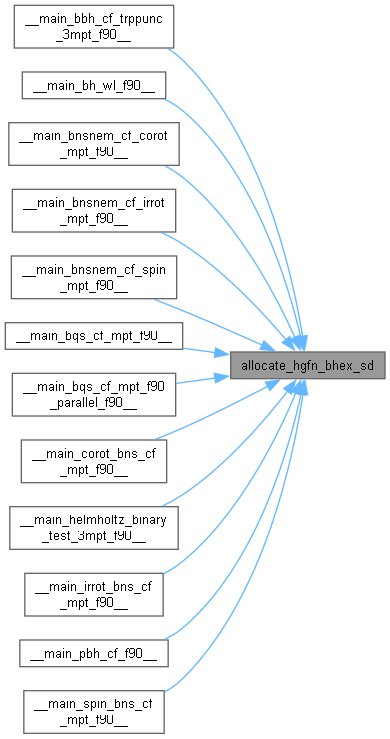 __main_bbh_cf_trppunc
_3mpt_f90__
__main_bh_wl_f90__
__main_bnsnem_cf_corot
_mpt_f90__
__main_bnsnem_cf_irrot
_mpt_f90__
__main_bnsnem_cf_spin
_mpt_f90__
__main_bqs_cf_mpt_f90__
allocate_hgfn_bhex_sd
__main_bqs_cf_mpt_f90
_parallel_f90__
__main_corot_bns_cf
_mpt_f90__
__main_helmholtz_binary
_test_3mpt_f90__
__main_irrot_bns_cf
_mpt_f90__
__main_pbh_cf_f90__
__main_spin_bns_cf
_mpt_f90__